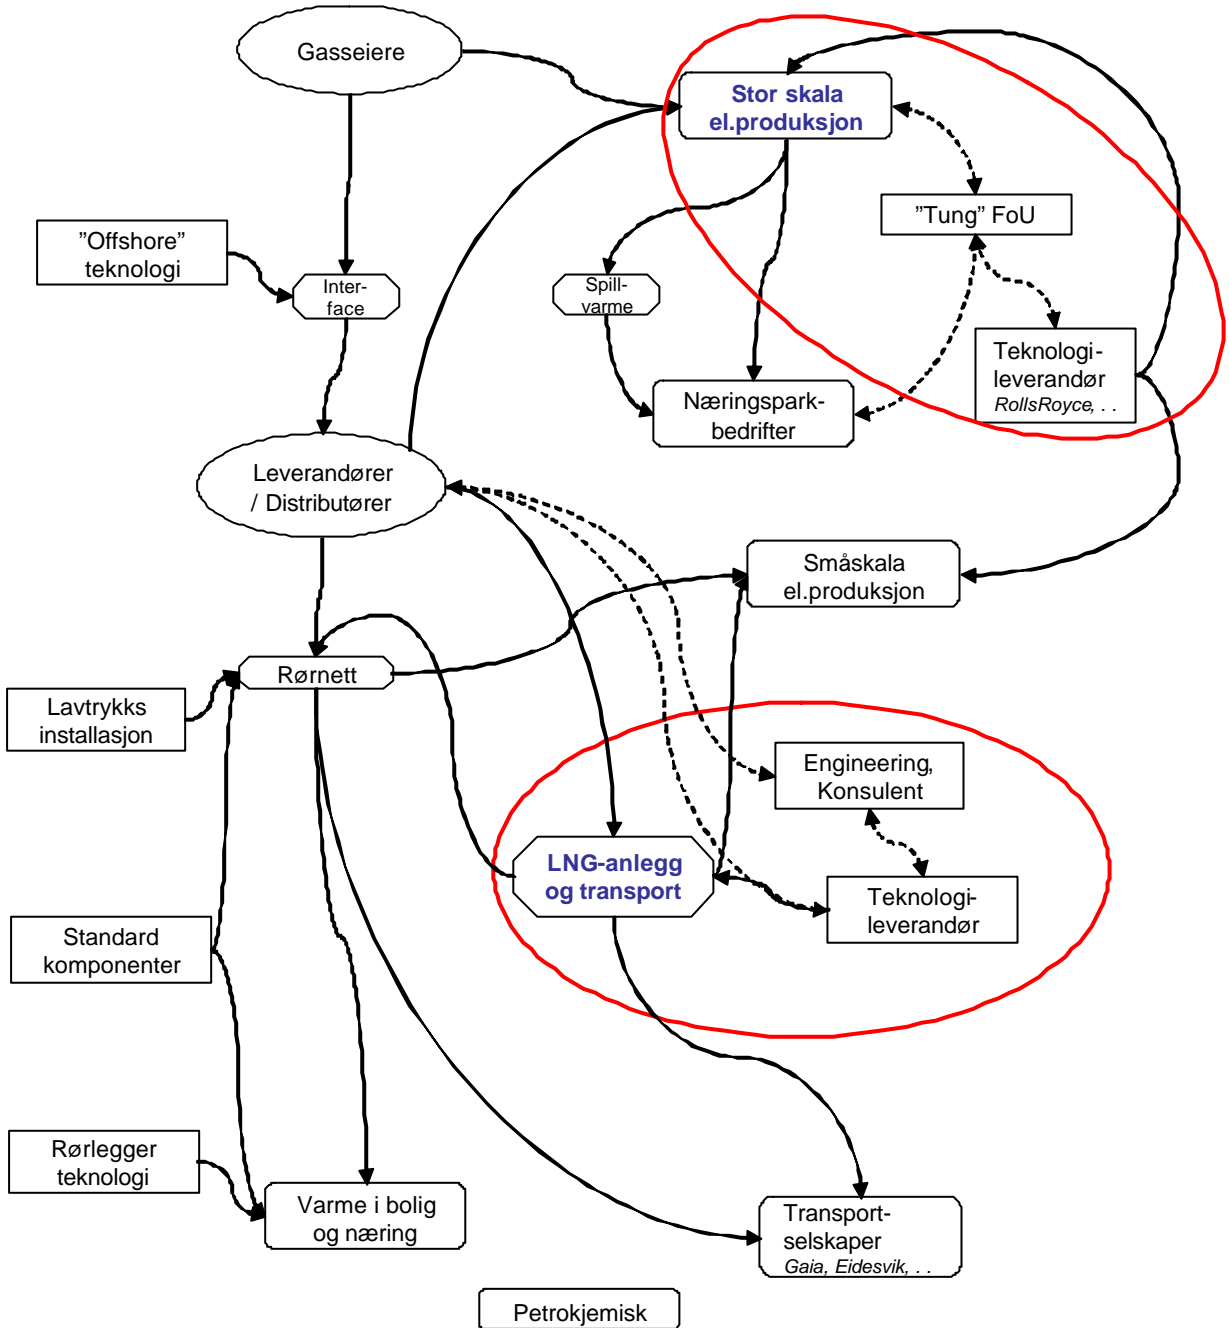 Gasseiere
Stor skala
el.produksjon
”Tung” FoU
”Offshore”
teknologi
Inter-
face
Spill-
varme
Teknologi-
leverandør
RollsRoyce, . .
Næringspark-
bedrifter
Leverandører
/ Distributører
Småskala
el.produksjon
Rørnett
Lavtrykks
installasjon
Engineering,
Konsulent
LNG-anlegg
og transport
Teknologi-
leverandør
Standard
komponenter
Rørlegger
teknologi
Varme i bolig
og næring
Transport-
selskaper
Gaia, Eidesvik, . .
Petrokjemisk